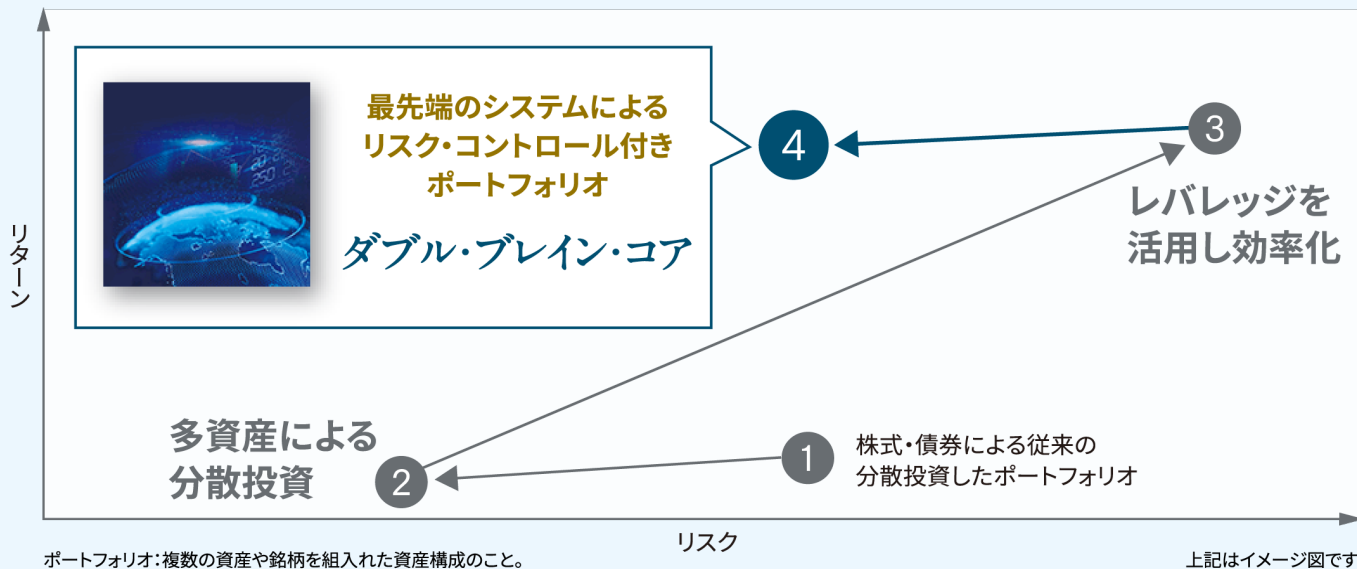 最先端のシステムによる
リスク・コントロール付き
ポートフォリオ
ダブル・ブレイン・コア
4
3
レバレッジを
活用し効率化
リターン
多資産による
分散投資
2
1
株式・債券による従来の
分散投資したポートフォリオ
リスク
ポートフォリオ：複数の資産や銘柄を組入れた資産構成のこと。
上記はイメージ図です